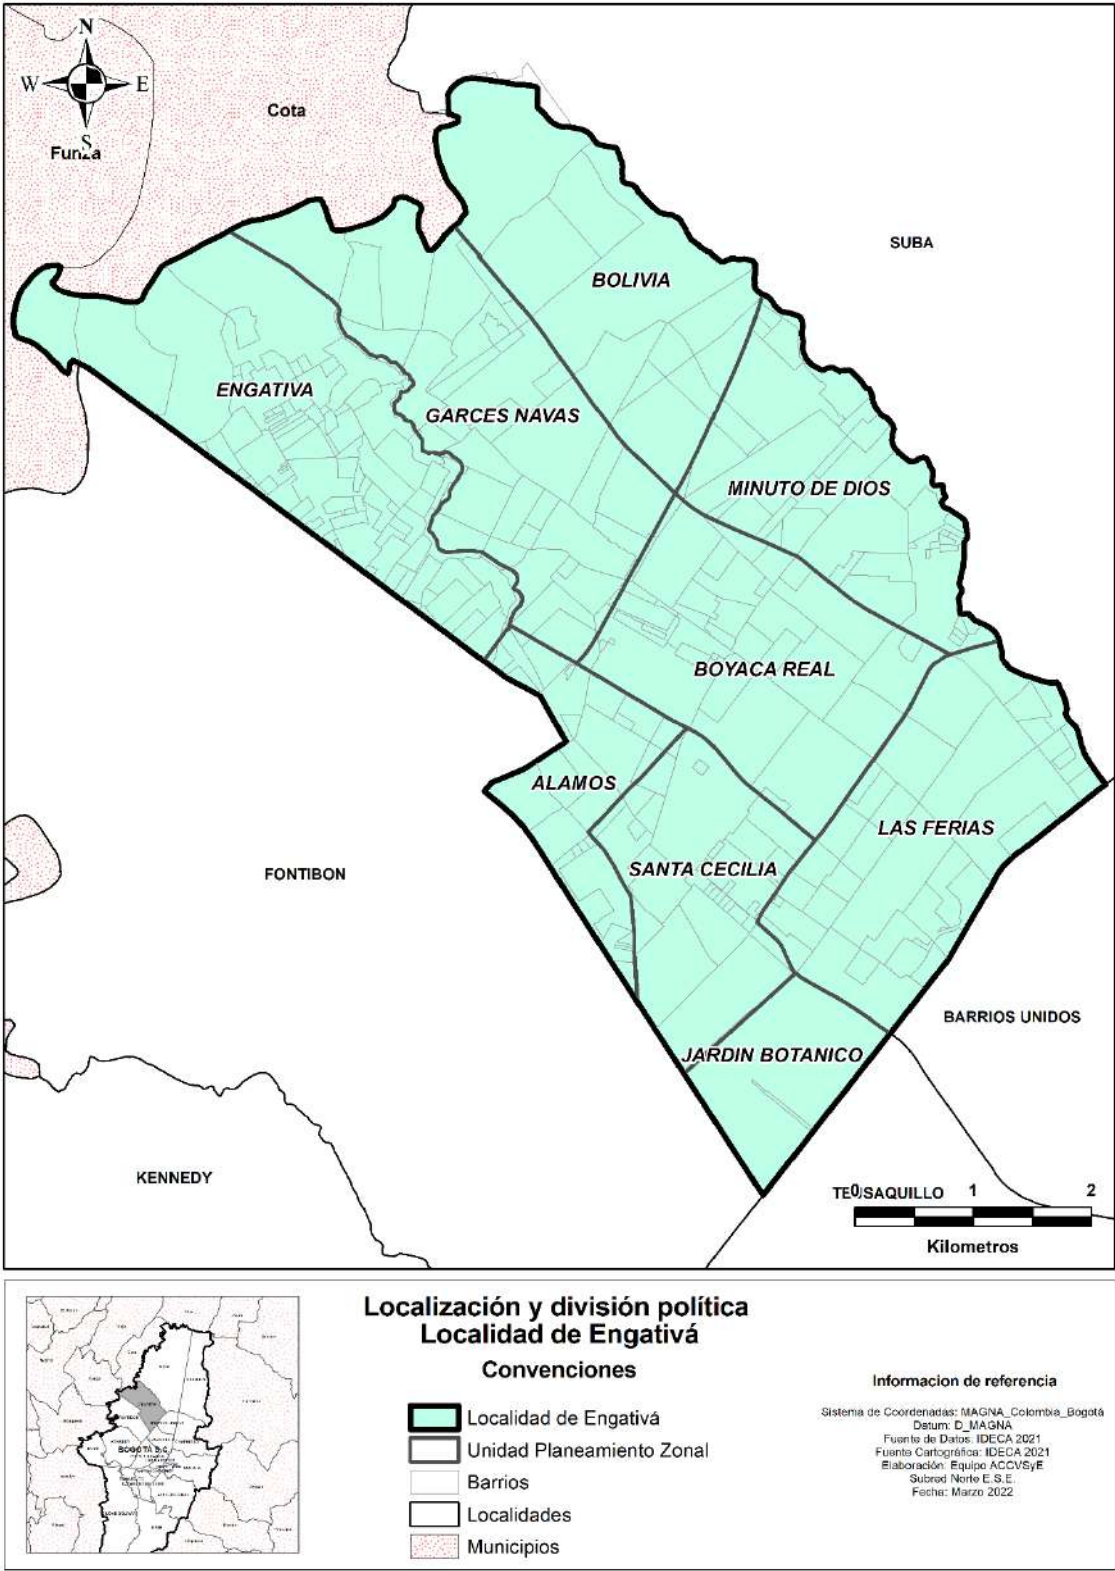 N
W
E
S
Cota
Funza
SUBA
BOLIVIA
ENGATIVA
GARCES NAVAS
MINUTO DE DIOS
BOYACA REAL
ALAMOS
LAS FERIAS
SANTA CECILIA
FONTIBON
BARRIOS UNIDOS
JARDIN BOTANICO
KENNEDY
TEUSAQUILLO
0 1 2
Kilometros
Localización y división política
Localidad de Engativá
Convenciones
Localidad de Engativá
Unidad Planeamiento Zonal
Barrios
Localidades
Municipios
BOGOTÁ D.C.
Informacion de referencia
Sistema de Coordenadas: MAGNA_Colombia_Bogotá
Datum: D_MAGNA
Fuente de Datos: IDECA 2021
Fuente Cartográfica: IDECA 2021
Elaboración: Equipo ACCVSyE
Subred Norte E.S.E.
Fecha: Marzo 2022